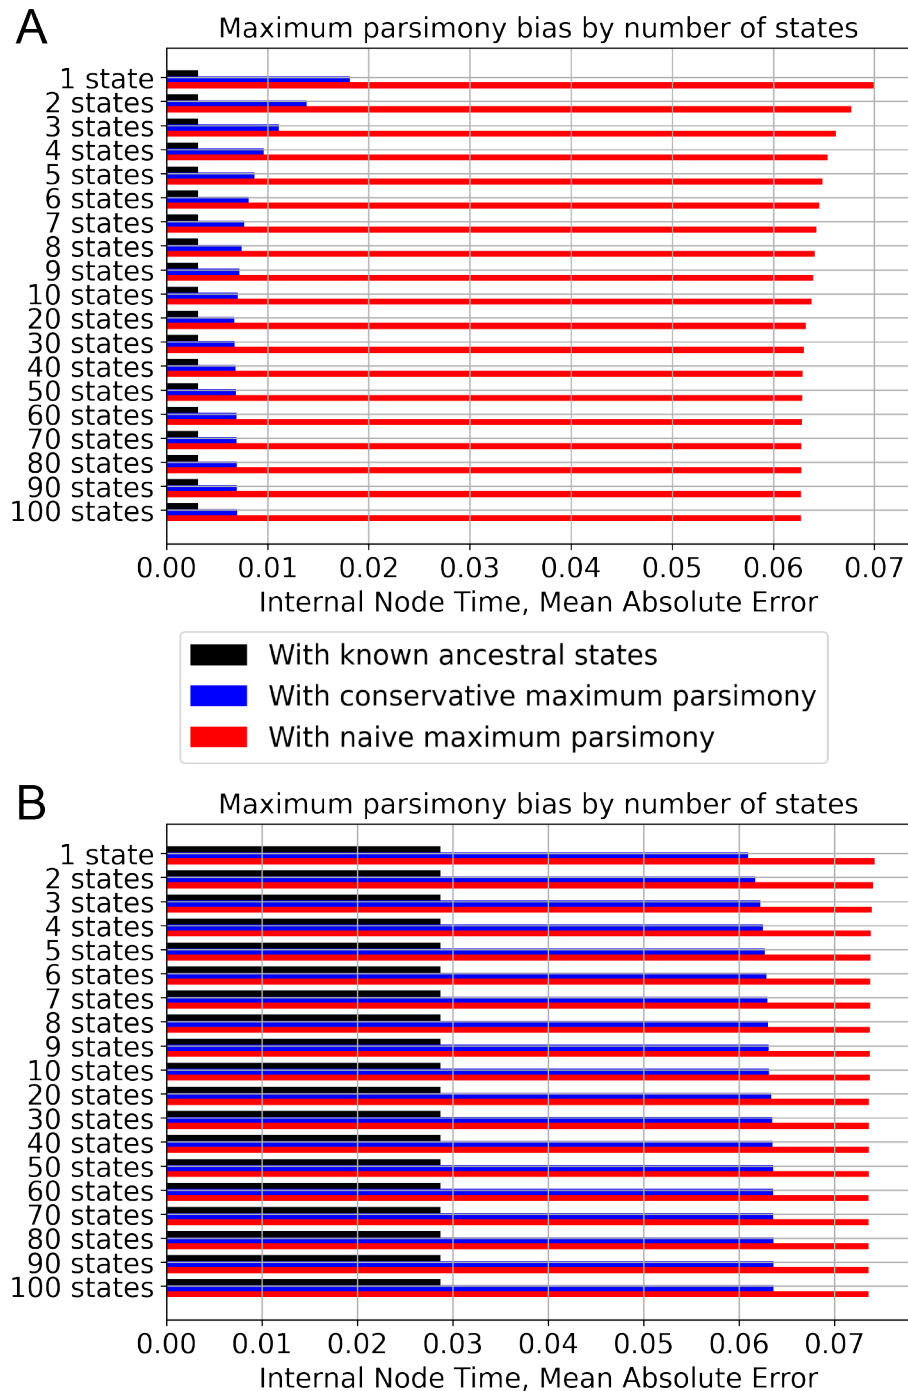 A
Maximum parsimony bias by number of states
1 state
2 states
3 states
4 states
5 states
6 states
7 states
8 states
9 states
10 states
20 states
30 states
40 states
50 states
60 states
70 states
80 states
90 states
100 states
0.00 0.01 0.02 0.03 0.04 0.05 0.06 0.07
Internal Node Time, Mean Absolute Error
With known ancestral states
With conservative maximum parsimony
With naive maximum parsimony
B
Maximum parsimony bias by number of states
1 state
2 states
3 states
4 states
5 states
6 states
7 states
8 states
9 states
10 states
20 states
30 states
40 states
50 states
60 states
70 states
80 states
90 states
100 states
0.00 0.01 0.02 0.03 0.04 0.05 0.06 0.07
Internal Node Time, Mean Absolute Error